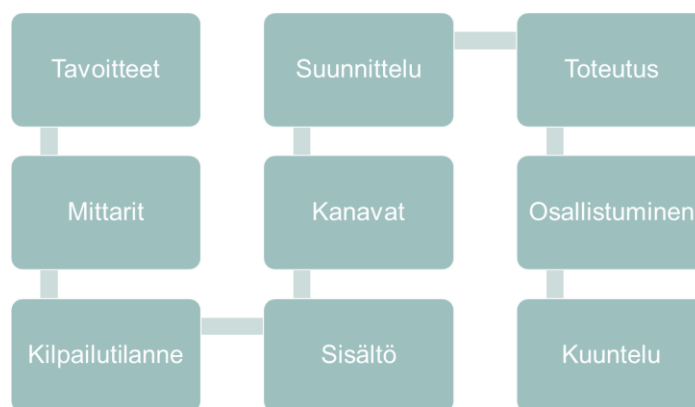 Tavoitteet
Mittarit
Kilpailutilanne
Sisältö
Kanavat
Suunnittelu
Toteutus
Osallistuminen
Kuuntelu